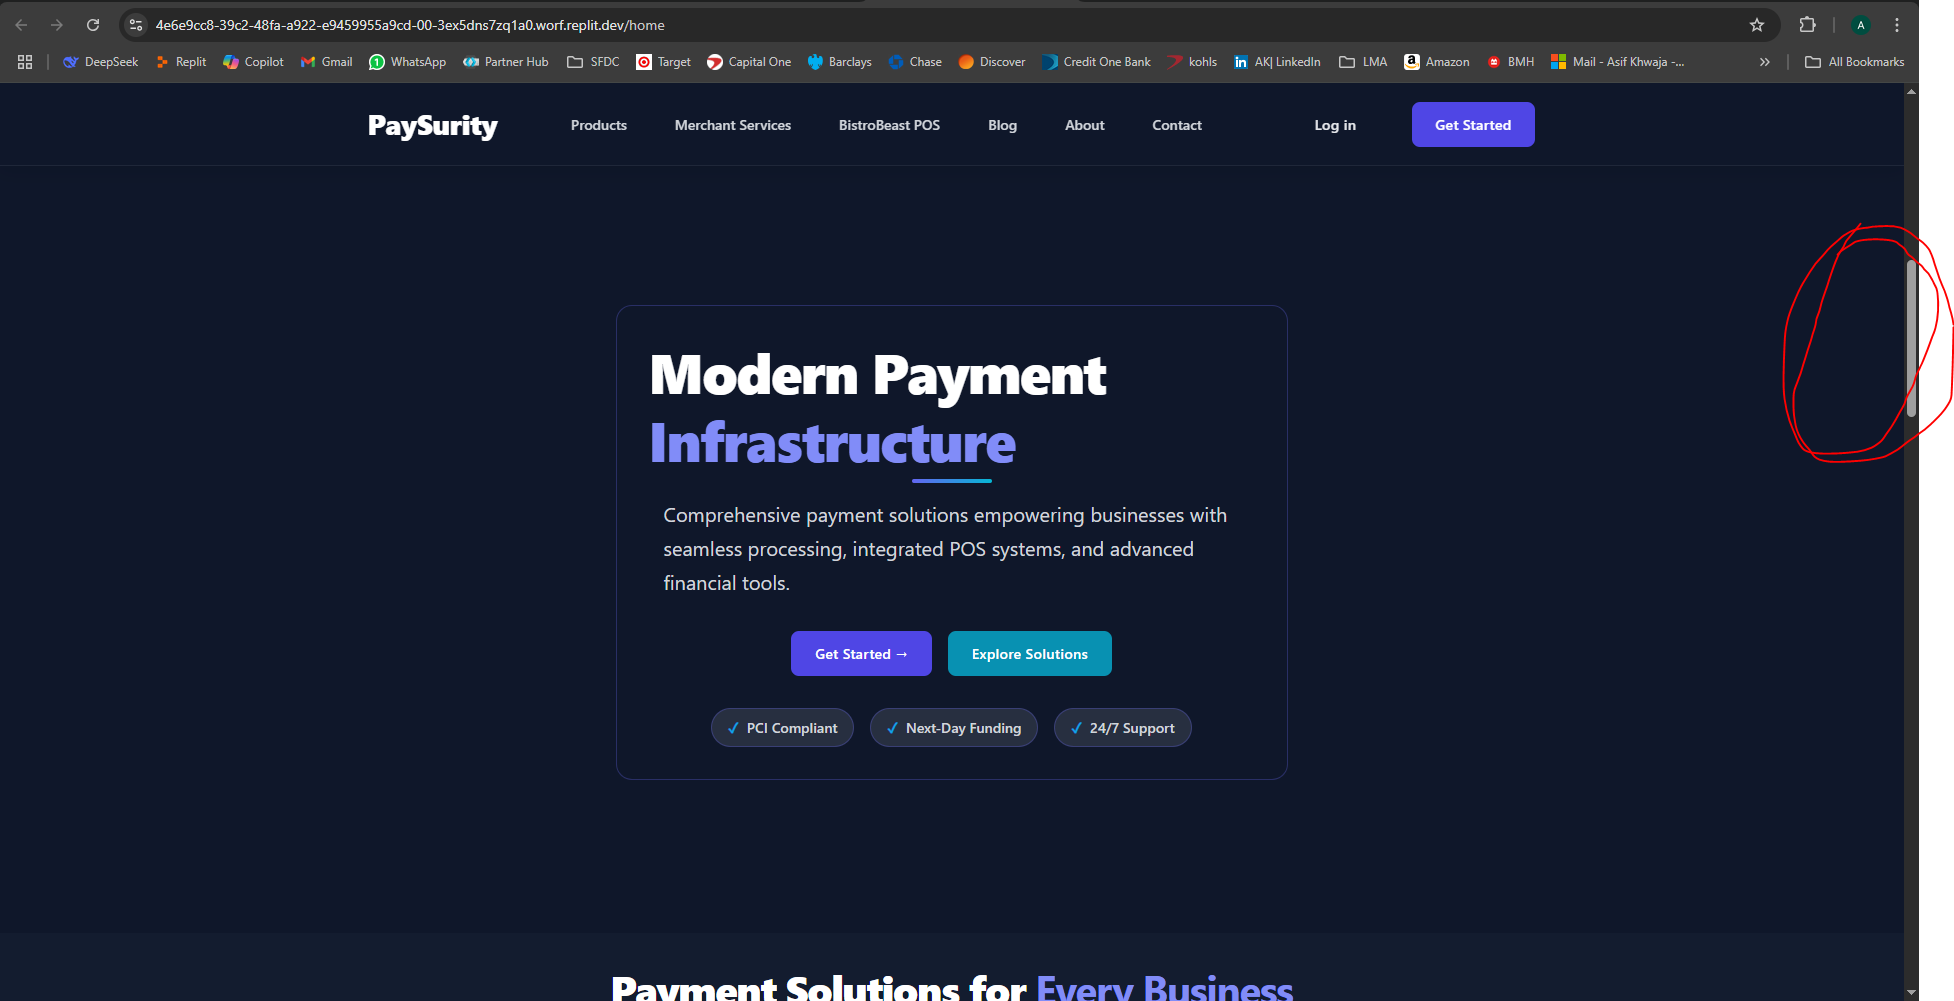 4e6e9cc8-39c2-48fa-a922-e9459955a9cd-00-3ex5dns7zq1a0.worf.replit.dev/home
A
DeepSeek Replit Copilot Gmail 1 WhatsApp Partner Hub SFDC Target Capital One Barclays Chase Discover Credit One Bank kohls in AK| LinkedIn LMA a Amazon BMH Mail - Asif Khwaja -... » All Bookmarks
PaySurity Products Merchant Services BistroBeast POS Blog About Contact Log in Get Started
Modern Payment
Infrastructure
Comprehensive payment solutions empowering businesses with
seamless processing, integrated POS systems, and advanced
financial tools.
Get Started → Explore Solutions
✓ PCI Compliant ✓ Next-Day Funding ✓ 24/7 Support
Payment Solutions for Every Business